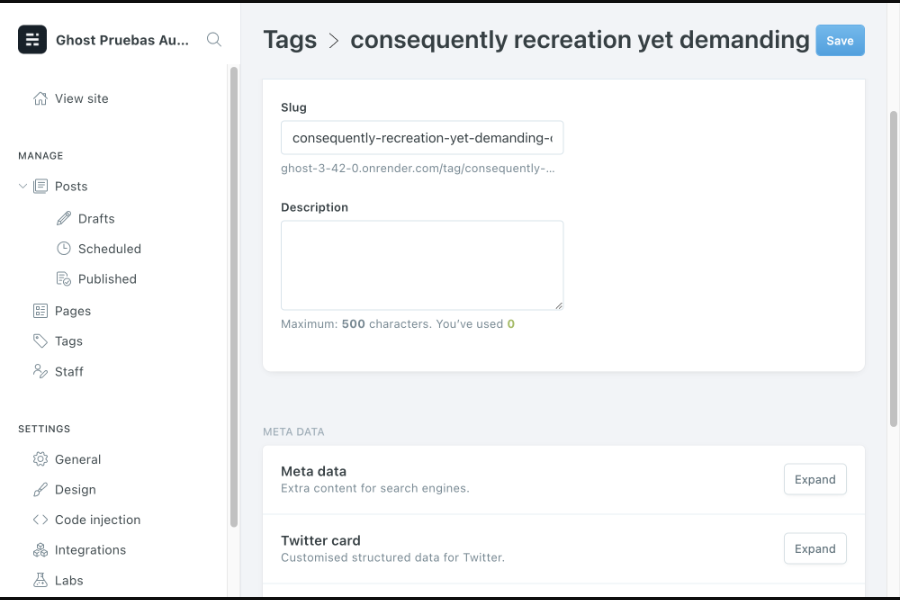 Ghost Pruebas Au...
View site
MANAGE
Posts
Drafts
Scheduled
Published
Pages
Tags
Staff
SETTINGS
General
Design
Code injection
Integrations
Labs
Tags > consequently recreation yet demanding
Save
Slug
consequently-recreation-yet-demanding-
ghost-3-42-0.onrender.com/tag/consequently-...
Description
Maximum: 500 characters. You've used 0
META DATA
Meta data
Extra content for search engines.
Expand
Twitter card
Customised structured data for Twitter.
Expand